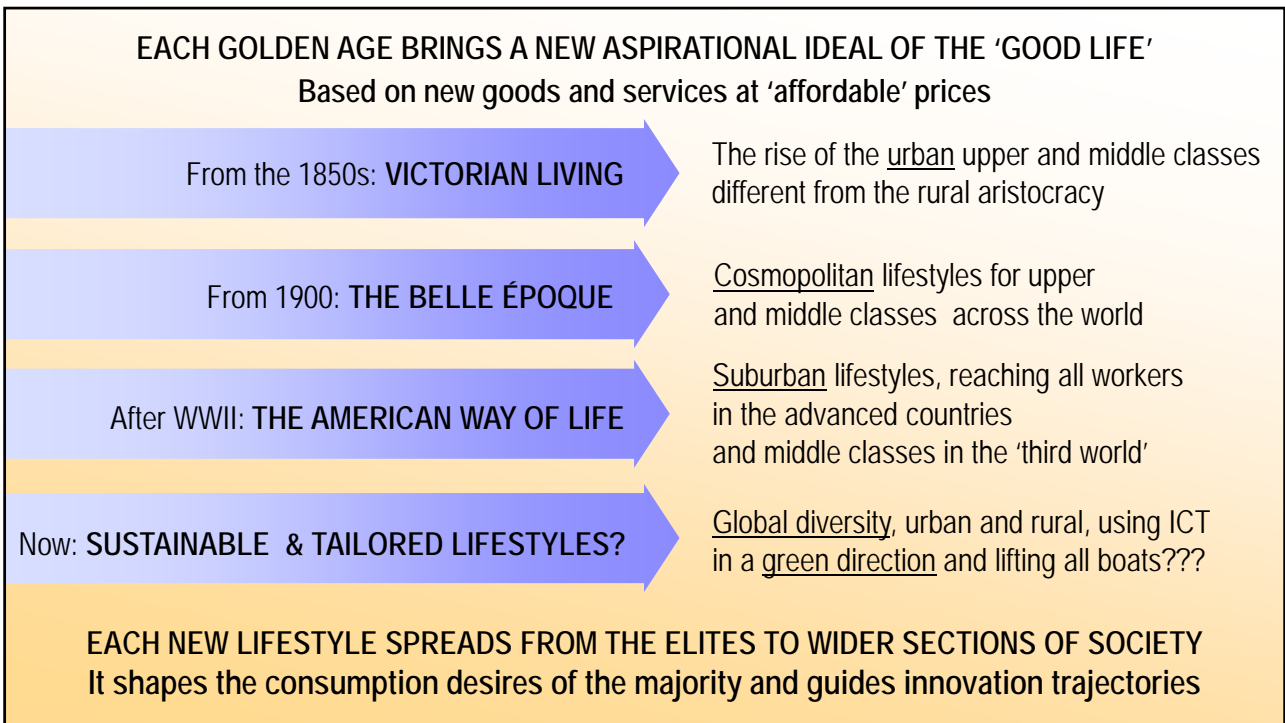 EACH GOLDEN AGE BRINGS A NEW ASPIRATIONAL IDEAL OF THE ‘GOOD LIFE’
Based on new goods and services at ‘affordable’ prices
From the 1850s: VICTORIAN LIVING
The rise of the urban upper and middle classes
different from the rural aristocracy
From 1900: THE BELLE ÉPOQUE
Cosmopolitan lifestyles for upper
and middle classes across the world
After WWII: THE AMERICAN WAY OF LIFE
Suburban lifestyles, reaching all workers
in the advanced countries
and middle classes in the ‘third world’
Now: SUSTAINABLE & TAILORED LIFESTYLES?
Global diversity, urban and rural, using ICT
in a green direction and lifting all boats???
EACH NEW LIFESTYLE SPREADS FROM THE ELITES TO WIDER SECTIONS OF SOCIETY
It shapes the consumption desires of the majority and guides innovation trajectories